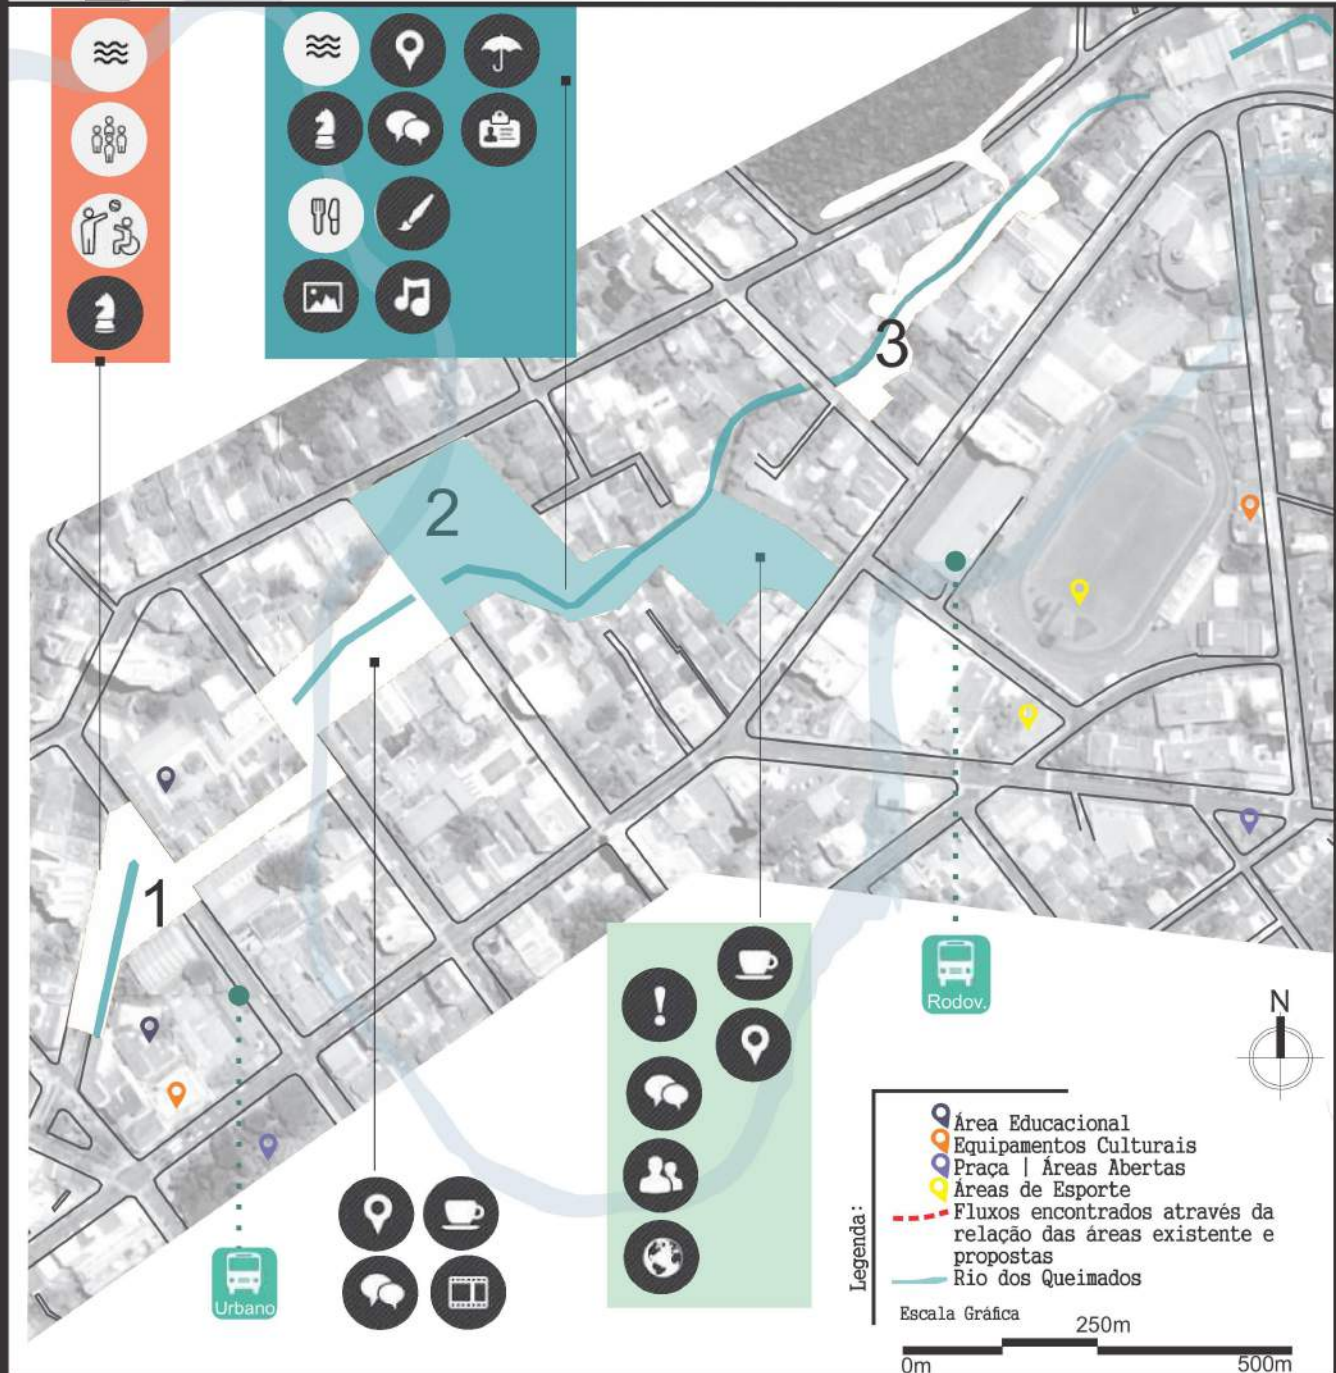 3
2
1
Rodov.
N
Urbano
Legenda:
Área Educacional
Equipamentos Culturais
Praça | Áreas Abertas
Áreas de Esporte
Fluxos encontrados através da
relação das áreas existente e
propostas
Rio dos Queimados
Escala Gráfica
250m
0m
500m